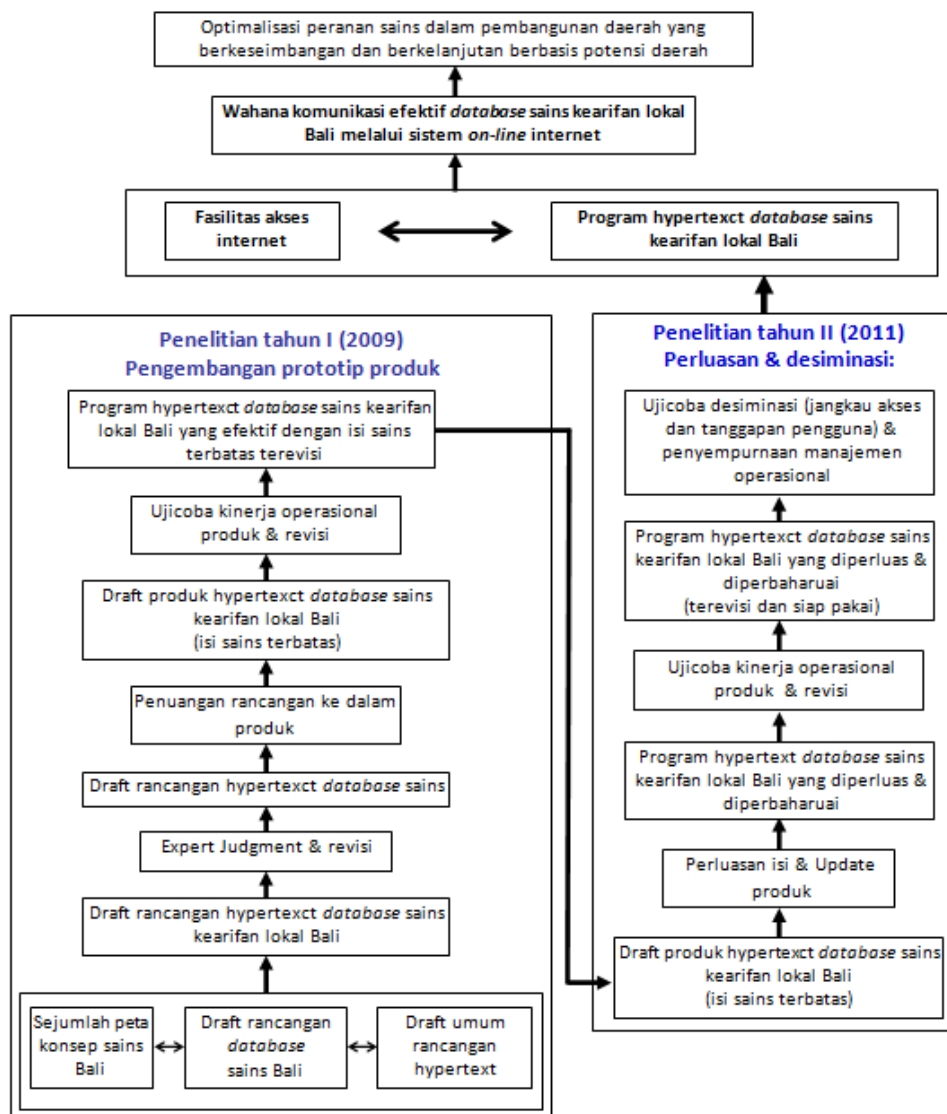 Optimalisasi peranan sains dalam pembangunan daerah yang
berkeseimbangan dan berkelanjutan berbasis potensi daerah
Wahana komunikasi efektif database sains kearifan lokal
Bali melalui sistem on-line internet
Fasilitas akses
internet
Program hypertexct database sains
kearifan lokal Bali
Penelitian tahun I (2009)
Pengembangan prototip produk
Program hypertexct database sains kearifan
lokal Bali yang efektif dengan isi sains
terbatas terevisi
Ujicoba kinerja operasional
produk & revisi
Draft produk hypertexct database sains
kearifan lokal Bali
(isi sains terbatas)
Penuangan rancangan ke dalam
produk
Draft rancangan hypertexct database sains
Expert Judgment & revisi
Draft rancangan hypertexct database sains
kearifan lokal Bali
Sejumlah peta
konsep sains
Bali
Draft rancangan
database
sains Bali
Draft umum
rancangan
hypertext
Penelitian tahun II (2011)
Perluasan & desiminasi:
Ujicoba desiminasi (jangkau akses
dan tanggapan pengguna) &
penyempurnaan manajemen
operasional
Program hypertexct database sains
kearifan lokal Bali yang diperluas &
diperbaharuai
(terevisi dan siap pakai)
Ujicoba kinerja operasional
produk & revisi
Program hypertext database sains
kearifan lokal Bali yang diperluas &
diperbaharuai
Perluasan isi & Update
produk
Draft produk hypertexct database sains
kearifan lokal Bali
(isi sains terbatas)